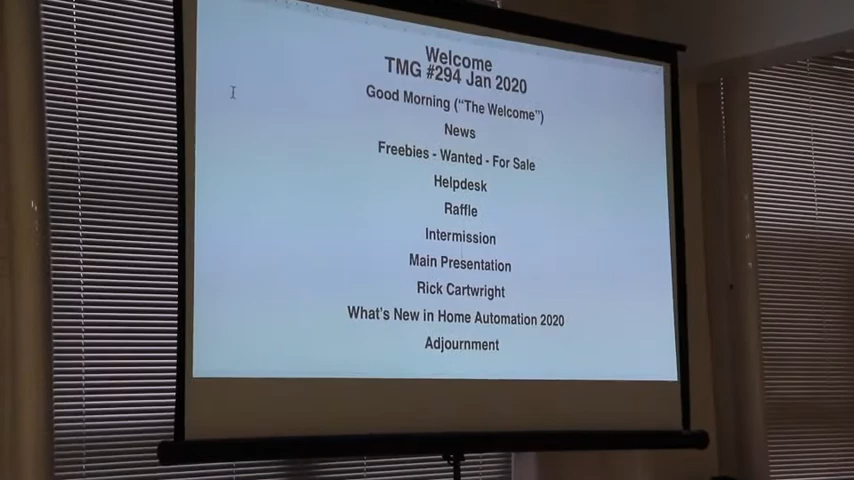 Welcome
TMG #294 Jan 2020
Good Morning (“The Welcome”)
News
Freebies - Wanted - For Sale
Helpdesk
Raffle
Intermission
Main Presentation
Rick Cartwright
What's New in Home Automation 2020
Adjournment